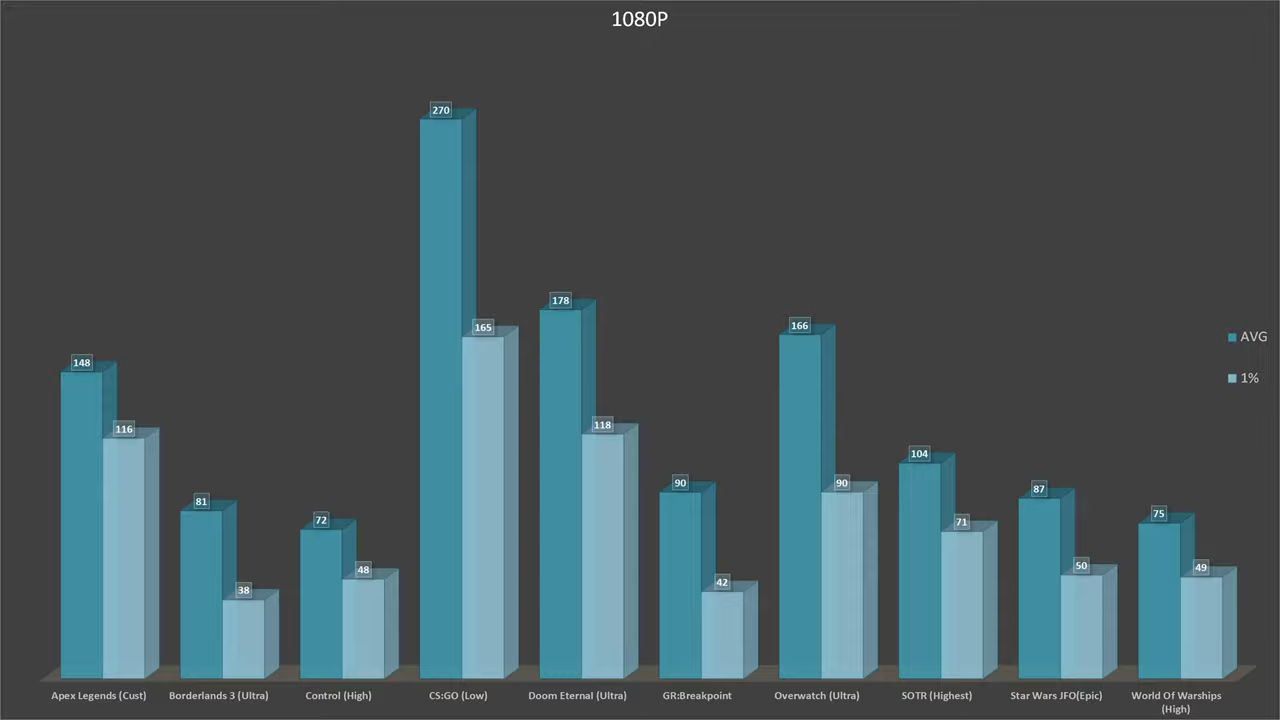 1080P
270
178
165
166
148
116
118
104
81
72
90
90
87
75
71
38
48
42
50
49
AVG
1%
Apex Legends (Cust)
Borderlands 3 (Ultra)
Control (High)
CS:GO (Low)
Doom Eternal (Ultra)
GR:Breakpoint
Overwatch (Ultra)
SOTR (Highest)
Star Wars JFO(Epic)
World Of Warships
(High)